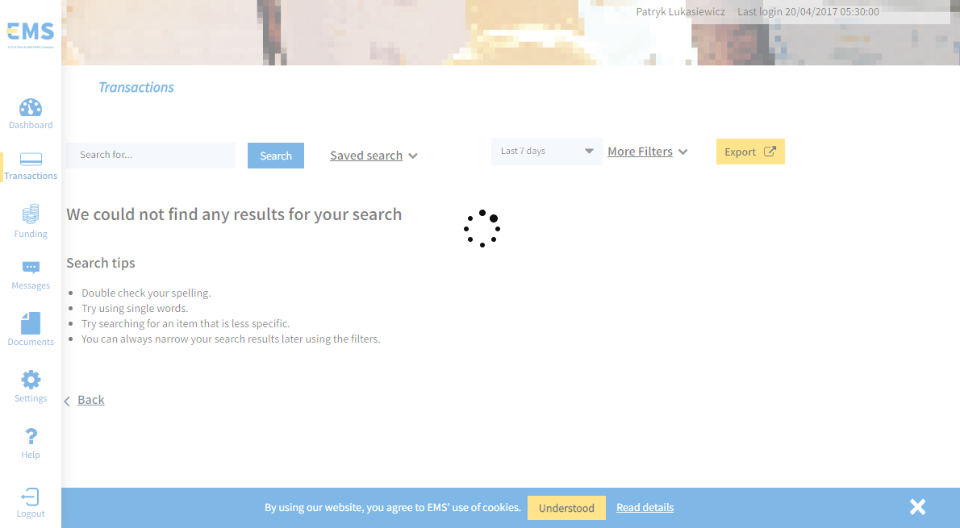 Patryk Lukasiewicz Last login 20/04/2017 05:30:00
EMS
Transactions
Dashboard
Transactions
Funding
Messages
Documents
Settings
Help
Logout
Search for...
Search
Saved search
Last 7 days
More Filters
Export
We could not find any results for your search
Search tips
Double check your spelling.
Try using single words.
Try searching for an item that is less specific.
You can always narrow your search results later using the filters.
Back
By using our website, you agree to EMS' use of cookies.
Understood
Read details